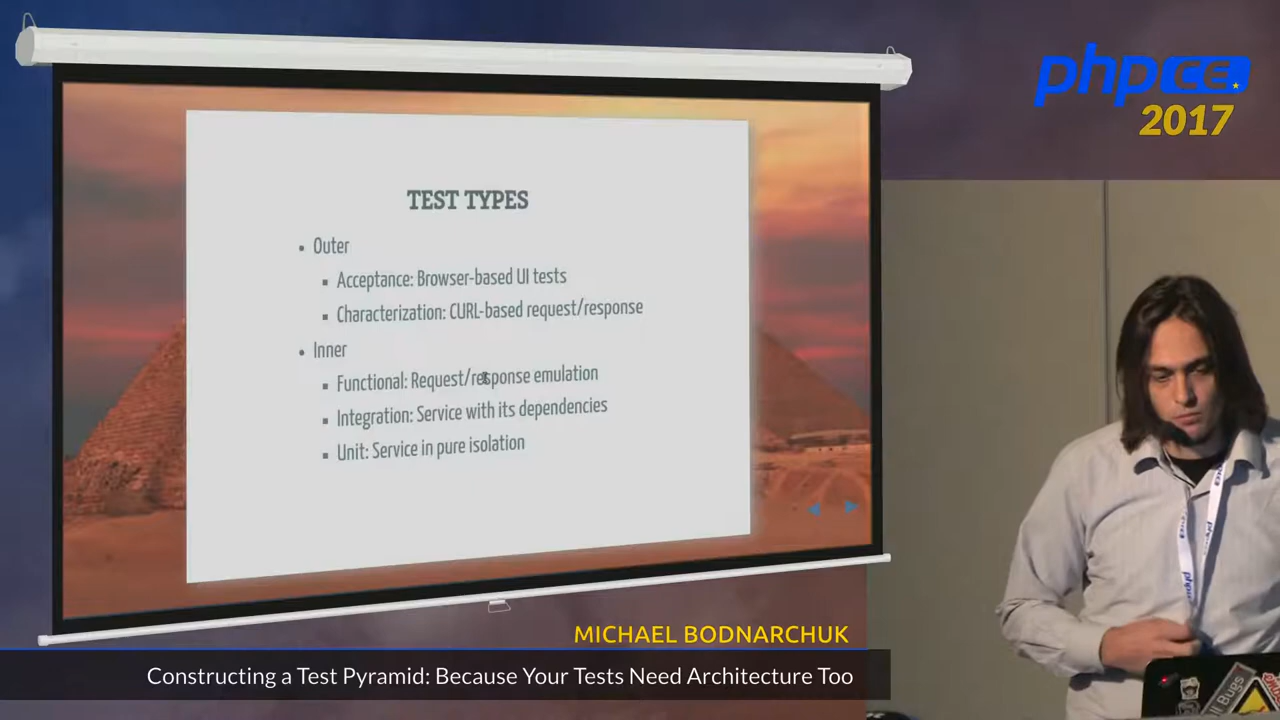 phpCE
2017
TEST TYPES
Outer
Acceptance: Browser-based UI tests
Characterization: CURL-based request/response
Inner
Functional: Request/response emulation
Integration: Service with its dependencies
Unit: Service in pure isolation
MICHAEL BODNARCHUK
Constructing a Test Pyramid: Because Your Tests Need Architecture Too
Bugs